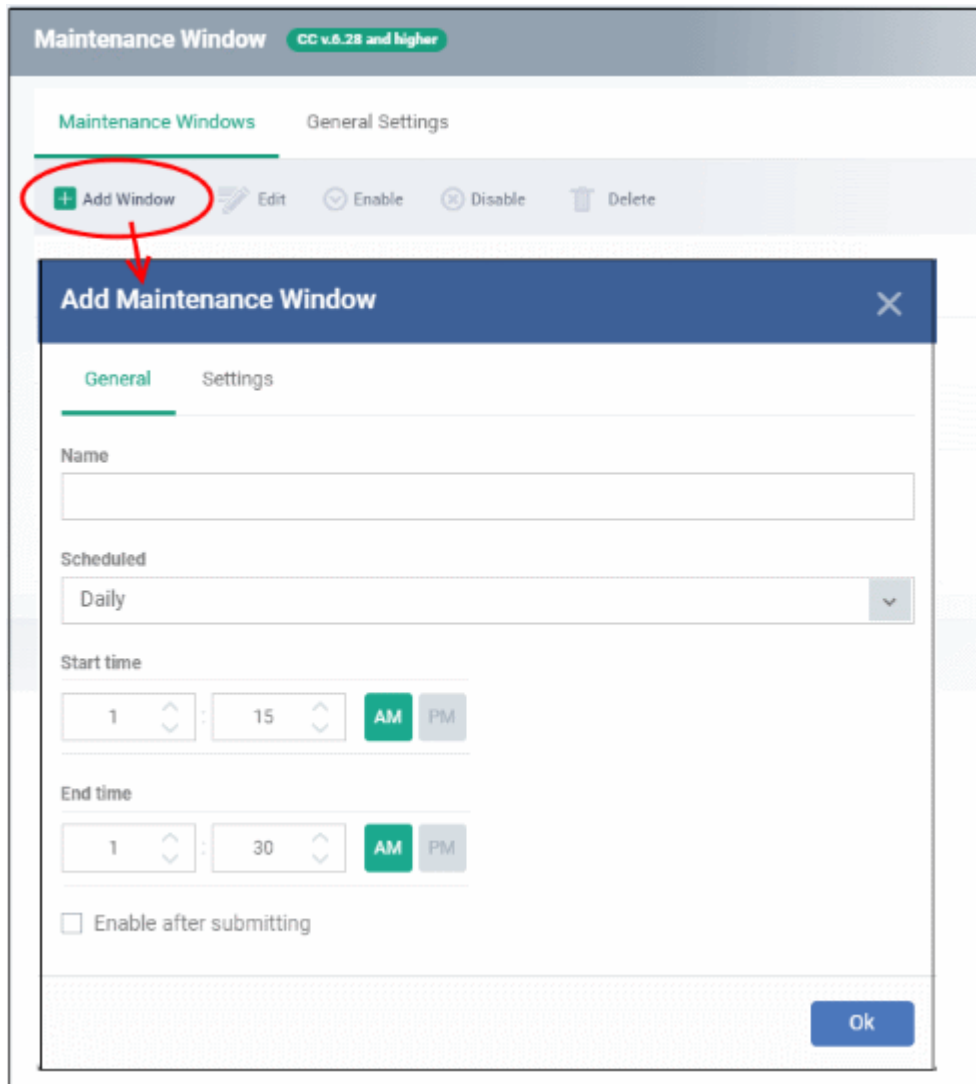 Maintenance Window CC v.6.28 and higher
Maintenance Windows General Settings
Add Window Edit Enable Disable Delete
Add Maintenance Window
General Settings
Name
Scheduled
Daily
Start time
1 : 15 AM PM
End time
1 : 30 AM PM
Enable after submitting
Ok